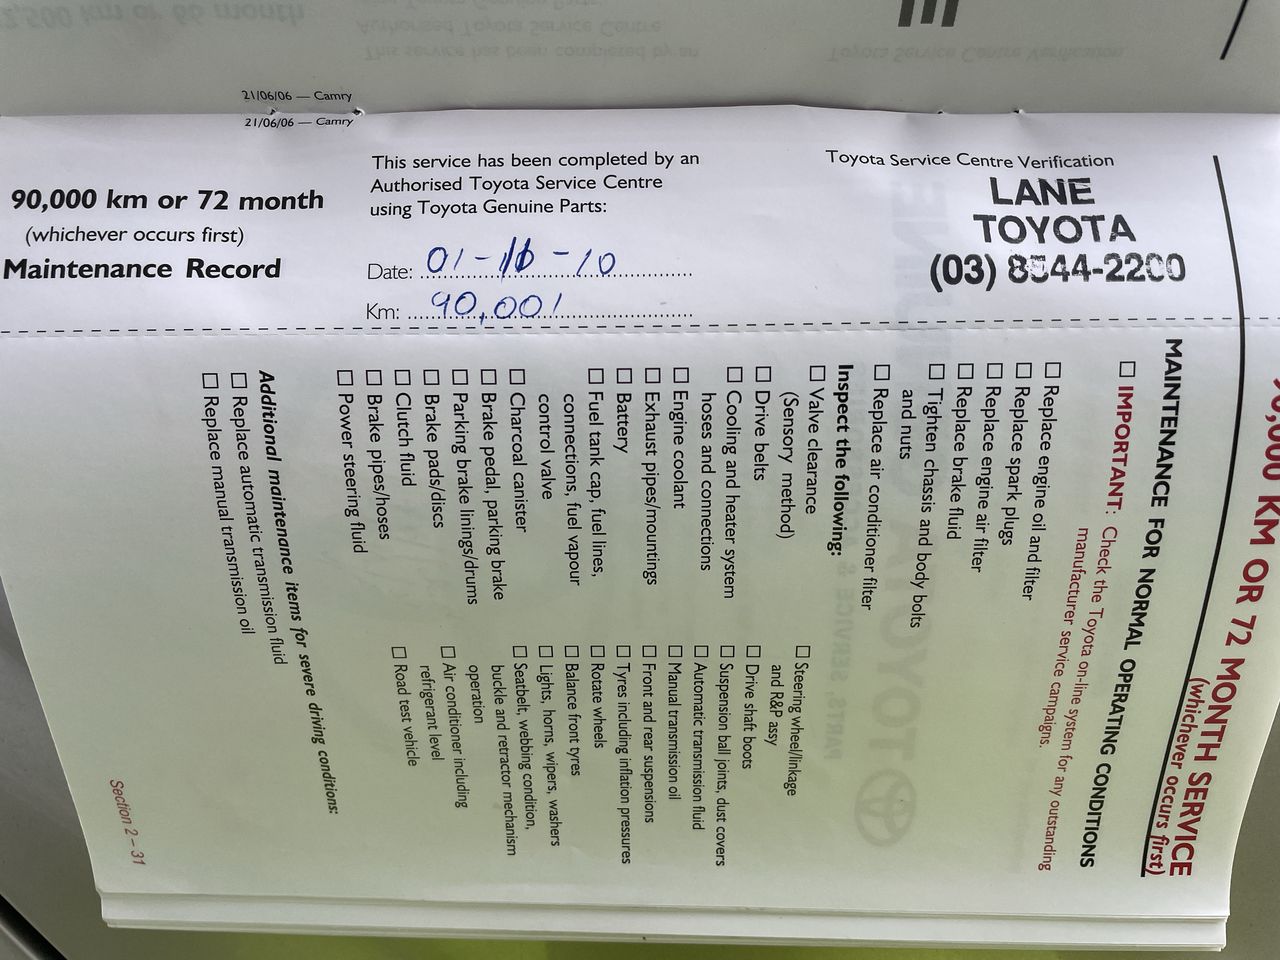 21/06/06 — Camry
21/06/06 — Camry
90,000 km or 72 month
(whichever occurs first)
Maintenance Record
This service has been completed by an
Authorised Toyota Service Centre
using Toyota Genuine Parts:
Date: 01 - - 10
Km: 90,001
Toyota Service Centre Verification
LANE
TOYOTA
(03) 8544-2200
90,000 KM OR 72 MONTH SERVICE
(whichever occurs first)
MAINTENANCE FOR NORMAL OPERATING CONDITIONS
☐ IMPORTANT: Check the Toyota on-line system for any outstanding
manufacturer service campaigns.
☐ Replace engine oil and filter
☐ Replace spark plugs
☐ Replace engine air filter
☐ Replace brake fluid
☐ Tighten chassis and body bolts
and nuts
☐ Replace air conditioner filter
Inspect the following:
☐ Valve clearance
(Sensory method)
☐ Drive belts
☐ Cooling and heater system
hoses and connections
☐ Engine coolant
☐ Exhaust pipes/mountings
☐ Battery
☐ Fuel tank cap, fuel lines,
connections, fuel vapour
control valve
☐ Charcoal canister
☐ Brake pedal, parking brake
☐ Parking brake linings/drums
☐ Brake pads/discs
☐ Clutch fluid
☐ Brake pipes/hoses
☐ Power steering fluid
☐ Steering wheel/linkage
and R&P assy
☐ Drive shaft boots
☐ Suspension ball joints, dust covers
☐ Automatic transmission fluid
☐ Manual transmission oil
☐ Front and rear suspensions
☐ Tyres including inflation pressures
☐ Rotate wheels
☐ Balance front tyres
☐ Lights, horns, wipers, washers
☐ Seatbelt, webbing condition,
buckle and retractor mechanism
operation
☐ Air conditioner including
refrigerant level
☐ Road test vehicle
Additional maintenance items for severe driving conditions:
☐ Replace automatic transmission fluid
☐ Replace manual transmission oil
Section 2 – 31